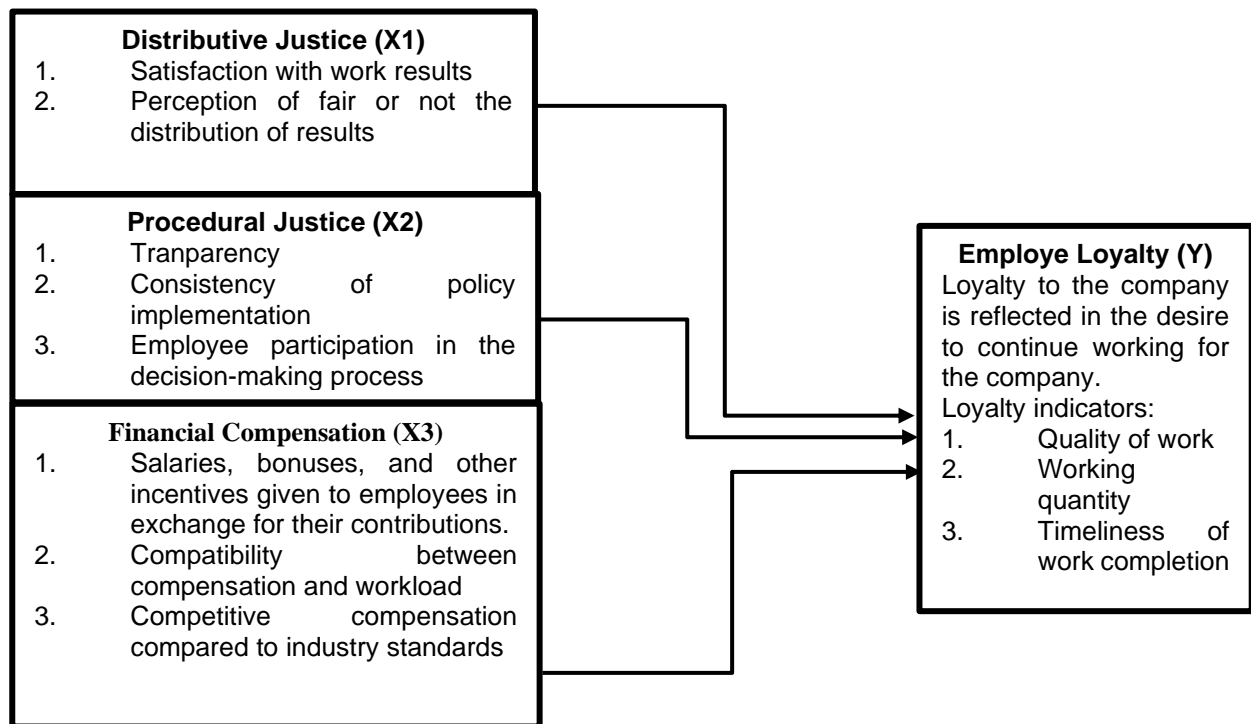 Distributive Justice (X1)
1. Satisfaction with work results
2. Perception of fair or not the
distribution of results
Procedural Justice (X2)
1. Tranparency
2. Consistency of policy
implementation
3. Employee participation in the
decision-making process
Financial Compensation (X3)
1. Salaries, bonuses, and other
incentives given to employees in
exchange for their contributions.
2. Compatibility between
compensation and workload
3. Competitive compensation
compared to industry standards
Employe Loyalty (Y)
Loyalty to the company
is reflected in the desire
to continue working for
the company.
Loyalty indicators:
1. Quality of work
2. Working
quantity
3. Timeliness of
work completion